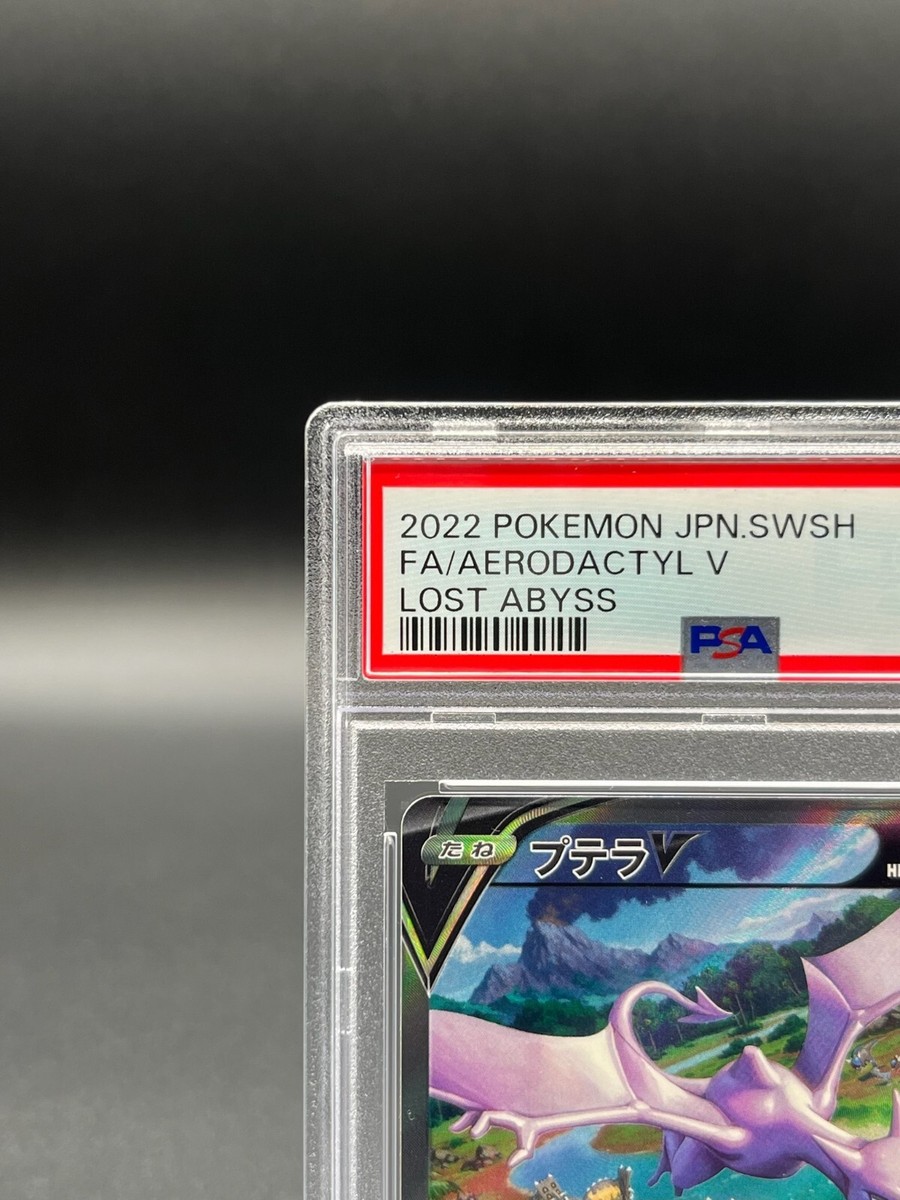 2022 POKEMON JPN.SWSH
FA/AERODACTYL V
LOST ABYSS
PSA
たね プテラV